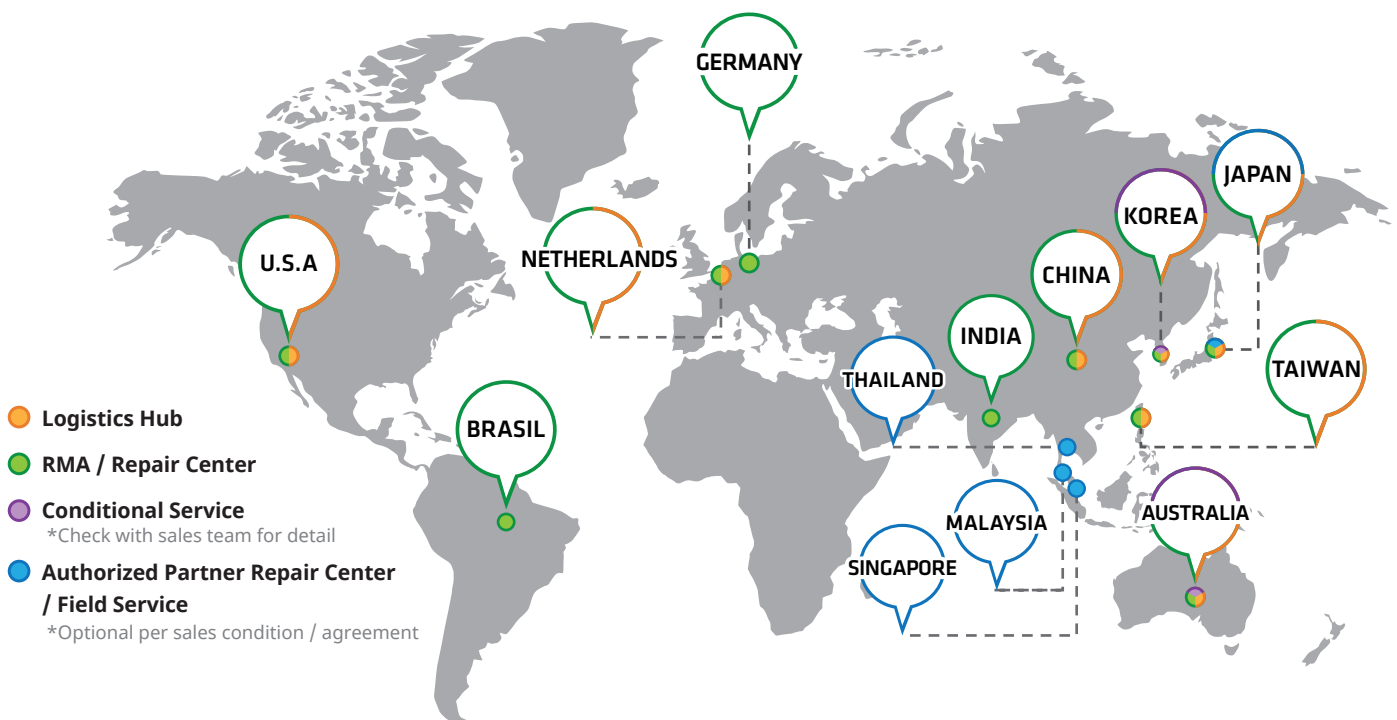 GERMANY
JAPAN
KOREA
NETHERLANDS
U.S.A
CHINA
INDIA
TAIWAN
THAILAND
BRASIL
AUSTRALIA
MALAYSIA
SINGAPORE
Logistics Hub
RMA / Repair Center
Conditional Service
*Check with sales team for detail
Authorized Partner Repair Center
/ Field Service
*Optional per sales condition / agreement